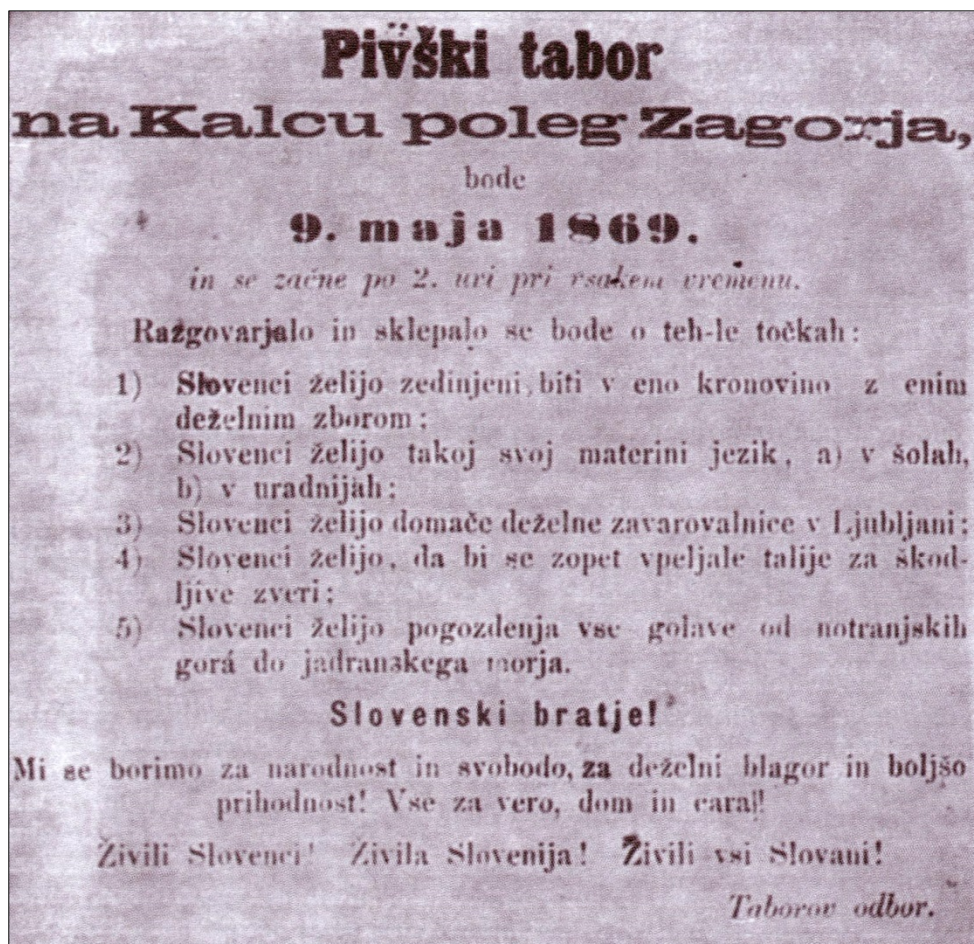 Pivški tabor
na Kalcu poleg Zagorja,
bode
9. maja 1869.
in se začne po 2. uri pri vsakem vremenu.
Razgovarjalo in sklepalo se bode o teh-le točkah:
1) Slovenci želijo zedinjeni, biti v eno kronovino z enim
deželnim zborom;
2) Slovenci želijo takoj svoj materini jezik, a) v šolah,
b) v uradnijah;
3) Slovenci želijo domače deželne zavarovalnice v Ljubljani;
4) Slovenci želijo, da bi se zopet vpeljale talije za škod-
ljive zveri;
5) Slovenci želijo pogozdenja vse golave od notranjskih
gorá do jadranskega morja.
Slovenski bratje!
Mi se borimo za narodnost in svobodo, za deželni blagor in boljšo
prihodnost! Vse za vero, dom in cara!
Živili Slovenci! Živila Slovenija! Živili vsi Slovani!
Taborov odbor.